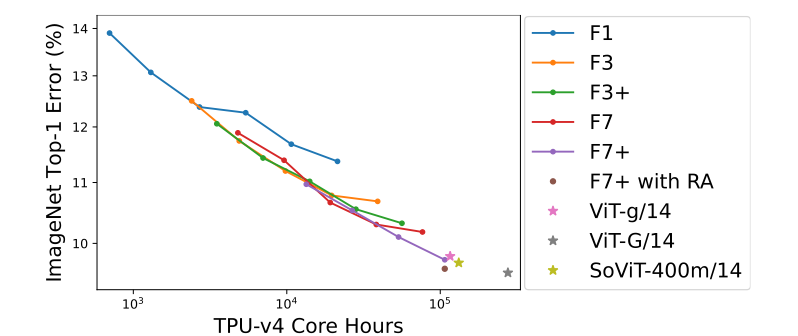 ImageNet Top-1 Error (%)
14
13
12
11
10
10³
10⁴
10⁵
TPU-v4 Core Hours
F1
F3
F3+
F7
F7+
F7+ with RA
ViT-g/14
ViT-G/14
SoViT-400m/14